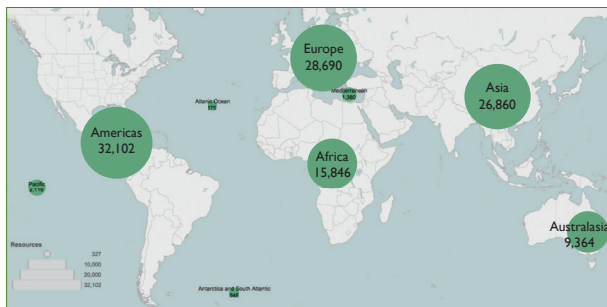 Europe
28,690
Mediterranean
1,380
Asia
26,860
Atlantic Ocean
Americas
32,102
Africa
15,846
Pacific
Australasia
9,364
Resources
327
10,000
20,000
32,102
Antarctica and South Atlantic